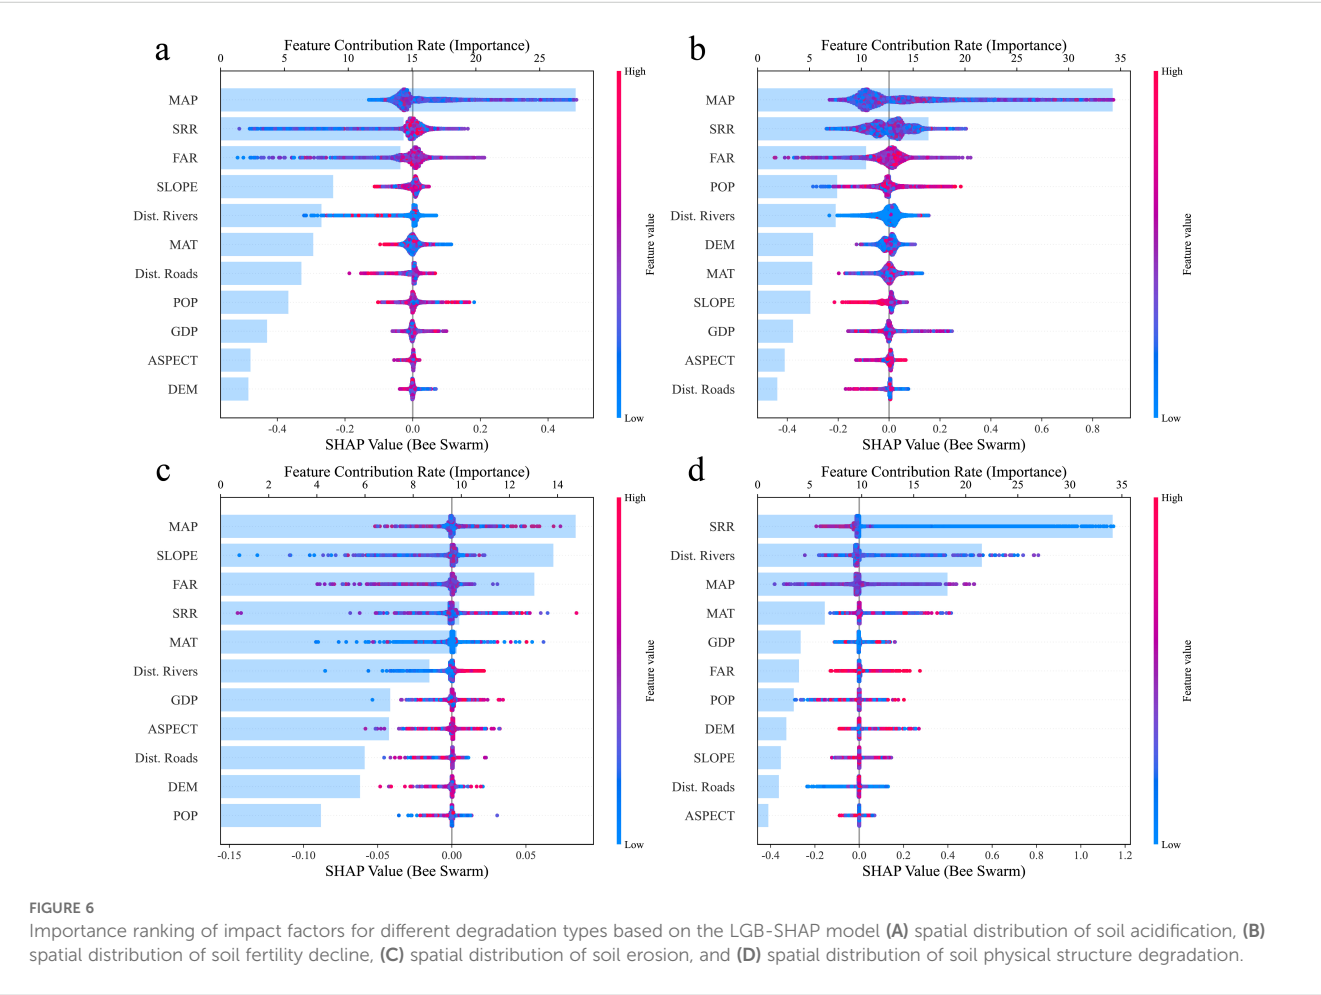 a
Feature Contribution Rate (Importance)
0 5 10 15 20 25
MAP
SRR
FAR
SLOPE
Dist. Rivers
MAT
Dist. Roads
POP
GDP
ASPECT
DEM
-0.4 -0.2 0.0 0.2 0.4
SHAP Value (Bee Swarm)
High
Feature value
Low
b
Feature Contribution Rate (Importance)
0 5 10 15 20 25 30 35
MAP
SRR
FAR
POP
Dist. Rivers
DEM
MAT
SLOPE
GDP
ASPECT
Dist. Roads
-0.4 -0.2 0.0 0.2 0.4 0.6 0.8
SHAP Value (Bee Swarm)
High
Feature value
Low
c
Feature Contribution Rate (Importance)
0 2 4 6 8 10 12 14
MAP
SLOPE
FAR
SRR
MAT
Dist. Rivers
GDP
ASPECT
Dist. Roads
DEM
POP
-0.15 -0.10 -0.05 0.00 0.05
SHAP Value (Bee Swarm)
High
Feature value
Low
d
Feature Contribution Rate (Importance)
0 5 10 15 20 25 30 35
SRR
Dist. Rivers
MAP
MAT
GDP
FAR
POP
DEM
SLOPE
Dist. Roads
ASPECT
-0.4 -0.2 0.0 0.2 0.4 0.6 0.8 1.0 1.2
SHAP Value (Bee Swarm)
High
Feature value
Low
FIGURE 6
Importance ranking of impact factors for different degradation types based on the LGB-SHAP model (A) spatial distribution of soil acidification, (B)
spatial distribution of soil fertility decline, (C) spatial distribution of soil erosion, and (D) spatial distribution of soil physical structure degradation.